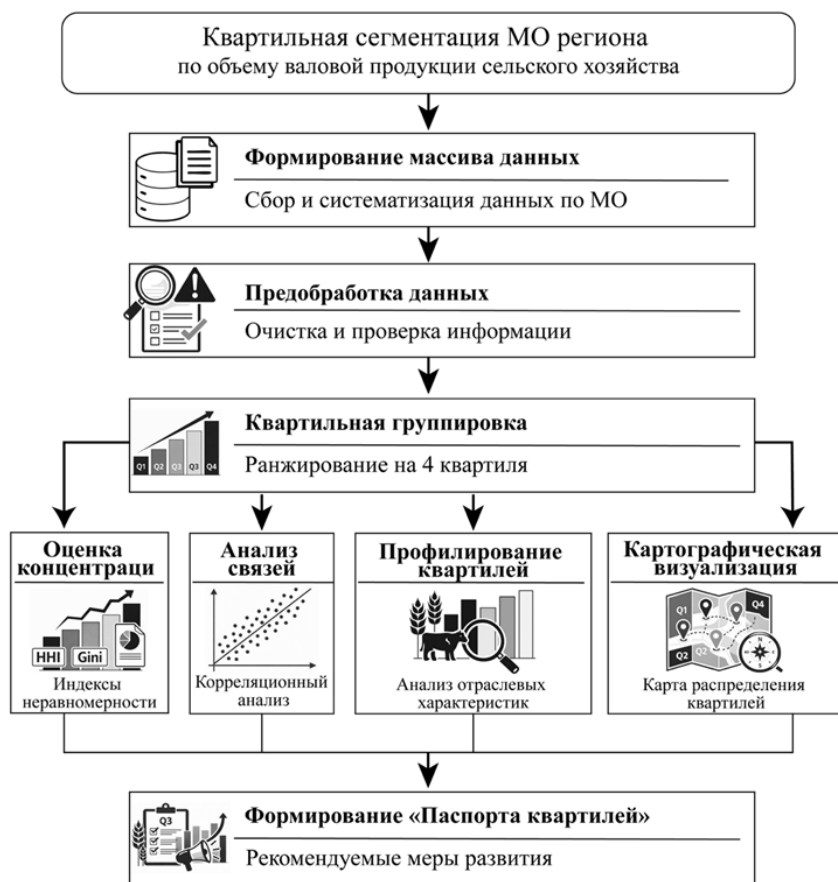 Квартильная сегментация МО региона
по объему валовой продукции сельского хозяйства
Формирование массива данных
Сбор и систематизация данных по МО
Предобработка данных
Очистка и проверка информации
Квартильная группировка
Q1 Q2 Q3 Q3 Q4
Ранжирование на 4 квартиля
Оценка
концентраци
HHI Gini
Индексы
неравномерности
Анализ
связей
Корреляционный
анализ
Профилирование
квартилей
Анализ отраслевых
характеристик
Картографическая
визуализация
Q1 Q4
Q2 Q2
N
Карта распределения
квартилей
Q3
Формирование «Паспорта квартилей»
Рекомендуемые меры развития